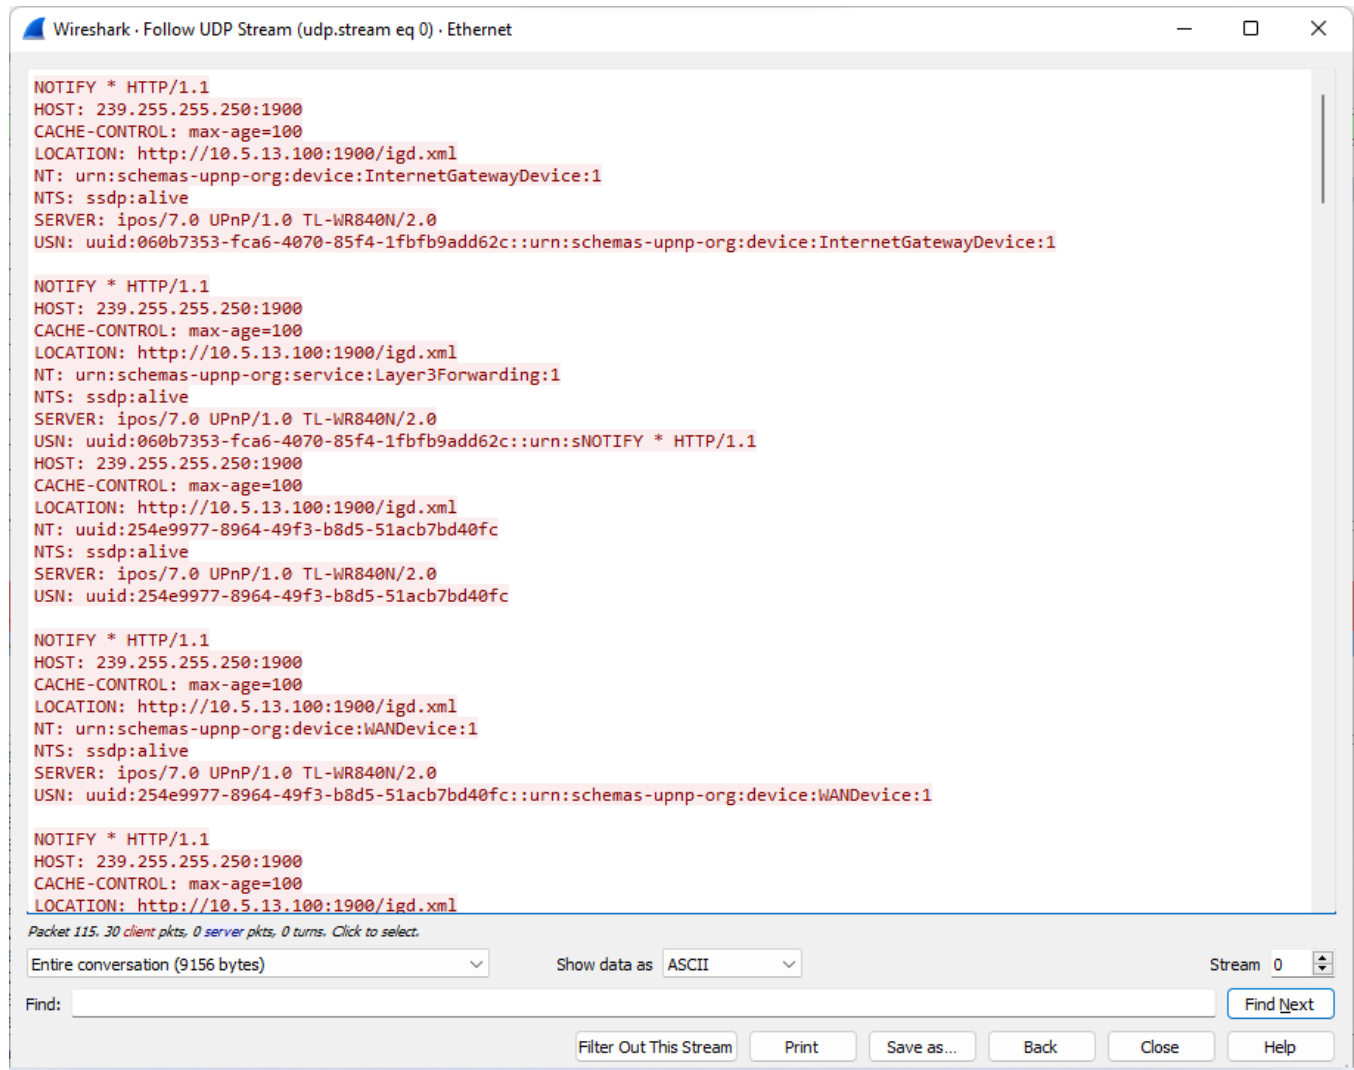 Wireshark · Follow UDP Stream (udp.stream eq 0) · Ethernet
NOTIFY * HTTP/1.1
HOST: 239.255.255.250:1900
CACHE-CONTROL: max-age=100
LOCATION: http://10.5.13.100:1900/igd.xml
NT: urn:schemas-upnp-org:device:InternetGatewayDevice:1
NTS: ssdp:alive
SERVER: ipos/7.0 UPnP/1.0 TL-WR840N/2.0
USN: uuid:060b7353-fca6-4070-85f4-1fbfb9add62c::urn:schemas-upnp-org:device:InternetGatewayDevice:1
NOTIFY * HTTP/1.1
HOST: 239.255.255.250:1900
CACHE-CONTROL: max-age=100
LOCATION: http://10.5.13.100:1900/igd.xml
NT: urn:schemas-upnp-org:service:Layer3Forwarding:1
NTS: ssdp:alive
SERVER: ipos/7.0 UPnP/1.0 TL-WR840N/2.0
USN: uuid:060b7353-fca6-4070-85f4-1fbfb9add62c::urn:sNOTIFY * HTTP/1.1
HOST: 239.255.255.250:1900
CACHE-CONTROL: max-age=100
LOCATION: http://10.5.13.100:1900/igd.xml
NT: uuid:254e9977-8964-49f3-b8d5-51acb7bd40fc
NTS: ssdp:alive
SERVER: ipos/7.0 UPnP/1.0 TL-WR840N/2.0
USN: uuid:254e9977-8964-49f3-b8d5-51acb7bd40fc
NOTIFY * HTTP/1.1
HOST: 239.255.255.250:1900
CACHE-CONTROL: max-age=100
LOCATION: http://10.5.13.100:1900/igd.xml
NT: urn:schemas-upnp-org:device:WANDevice:1
NTS: ssdp:alive
SERVER: ipos/7.0 UPnP/1.0 TL-WR840N/2.0
USN: uuid:254e9977-8964-49f3-b8d5-51acb7bd40fc::urn:schemas-upnp-org:device:WANDevice:1
NOTIFY * HTTP/1.1
HOST: 239.255.255.250:1900
CACHE-CONTROL: max-age=100
LOCATION: http://10.5.13.100:1900/igd.xml
Packet 115. 30 client pkts, 0 server pkts, 0 turns. Click to select.
Entire conversation (9156 bytes) Show data as ASCII Stream 0
Find: Find Next
Filter Out This Stream Print Save as... Back Close Help